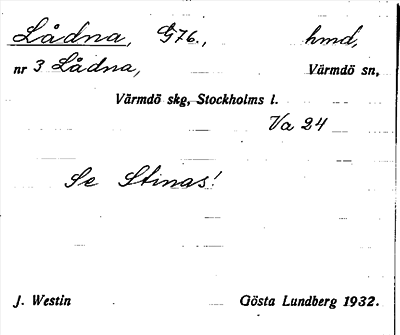 Lådna, G76., hmd,
nr 3 Lådna, Värmdö sn,
Värmdö skg, Stockholms l.
Va 24
Se Stinas!
J. Westin Gösta Lundberg 1932.